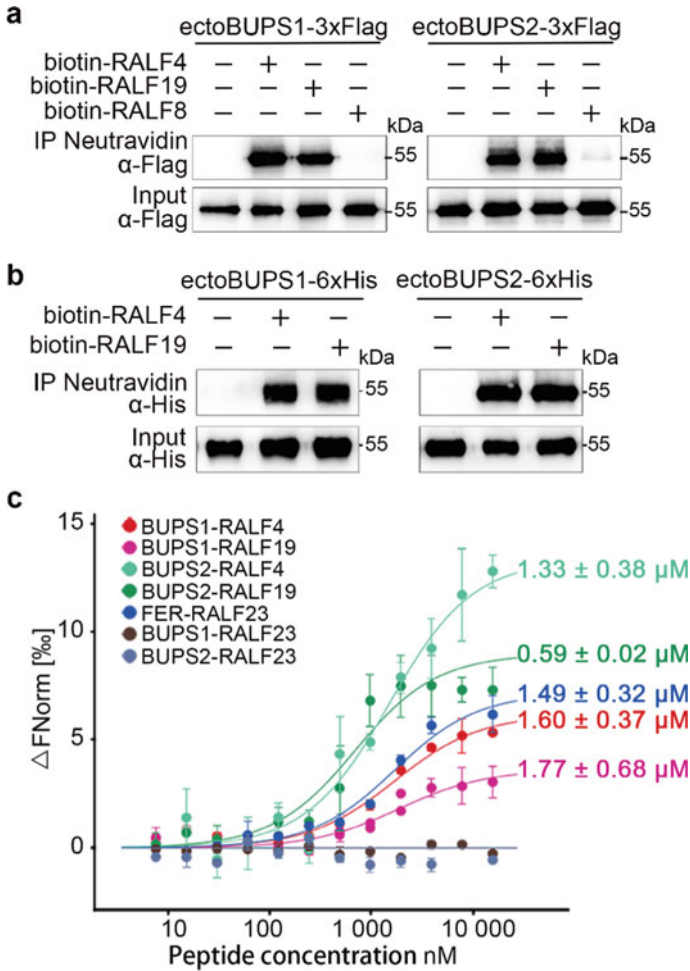 a
ectoBUPS1-3xFlag ectoBUPS2-3xFlag
biotin-RALF4 − + − − − + − −
biotin-RALF19 − − + − − − + −
biotin-RALF8 − − − + − − − +
kDa kDa
IP Neutravidin
α-Flag
-55 -55
Input
α-Flag
-55 -55
b
ectoBUPS1-6xHis ectoBUPS2-6xHis
biotin-RALF4 − + − − + −
biotin-RALF19 − − + − − +
kDa kDa
IP Neutravidin
α-His
-55 -55
Input
α-His
-55 -55
c
15
10
5
0
△FNorm [‰]
BUPS1-RALF4
BUPS1-RALF19
BUPS2-RALF4
BUPS2-RALF19
FER-RALF23
BUPS1-RALF23
BUPS2-RALF23
1.33 ± 0.38 µM
0.59 ± 0.02 µM
1.49 ± 0.32 µM
1.60 ± 0.37 µM
1.77 ± 0.68 µM
10 100 1 000 10 000
Peptide concentration nM